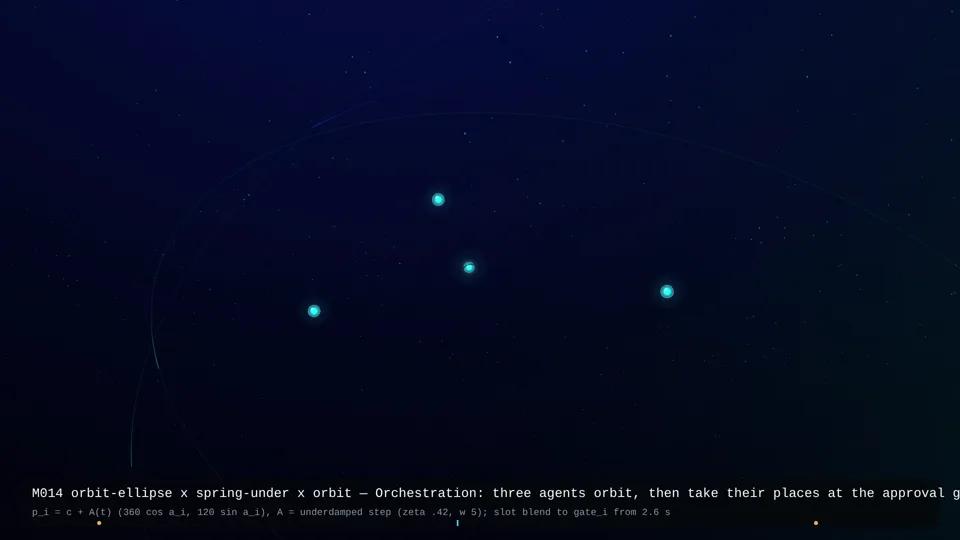 M014 orbit-ellipse x spring-under x orbit — Orchestration: three agents orbit, then take their places at the approval g
p_i = c + A(t) (360 cos a_i, 120 sin a_i), A = underdamped step (zeta .42, w 5); slot blend to gate_i from 2.6 s